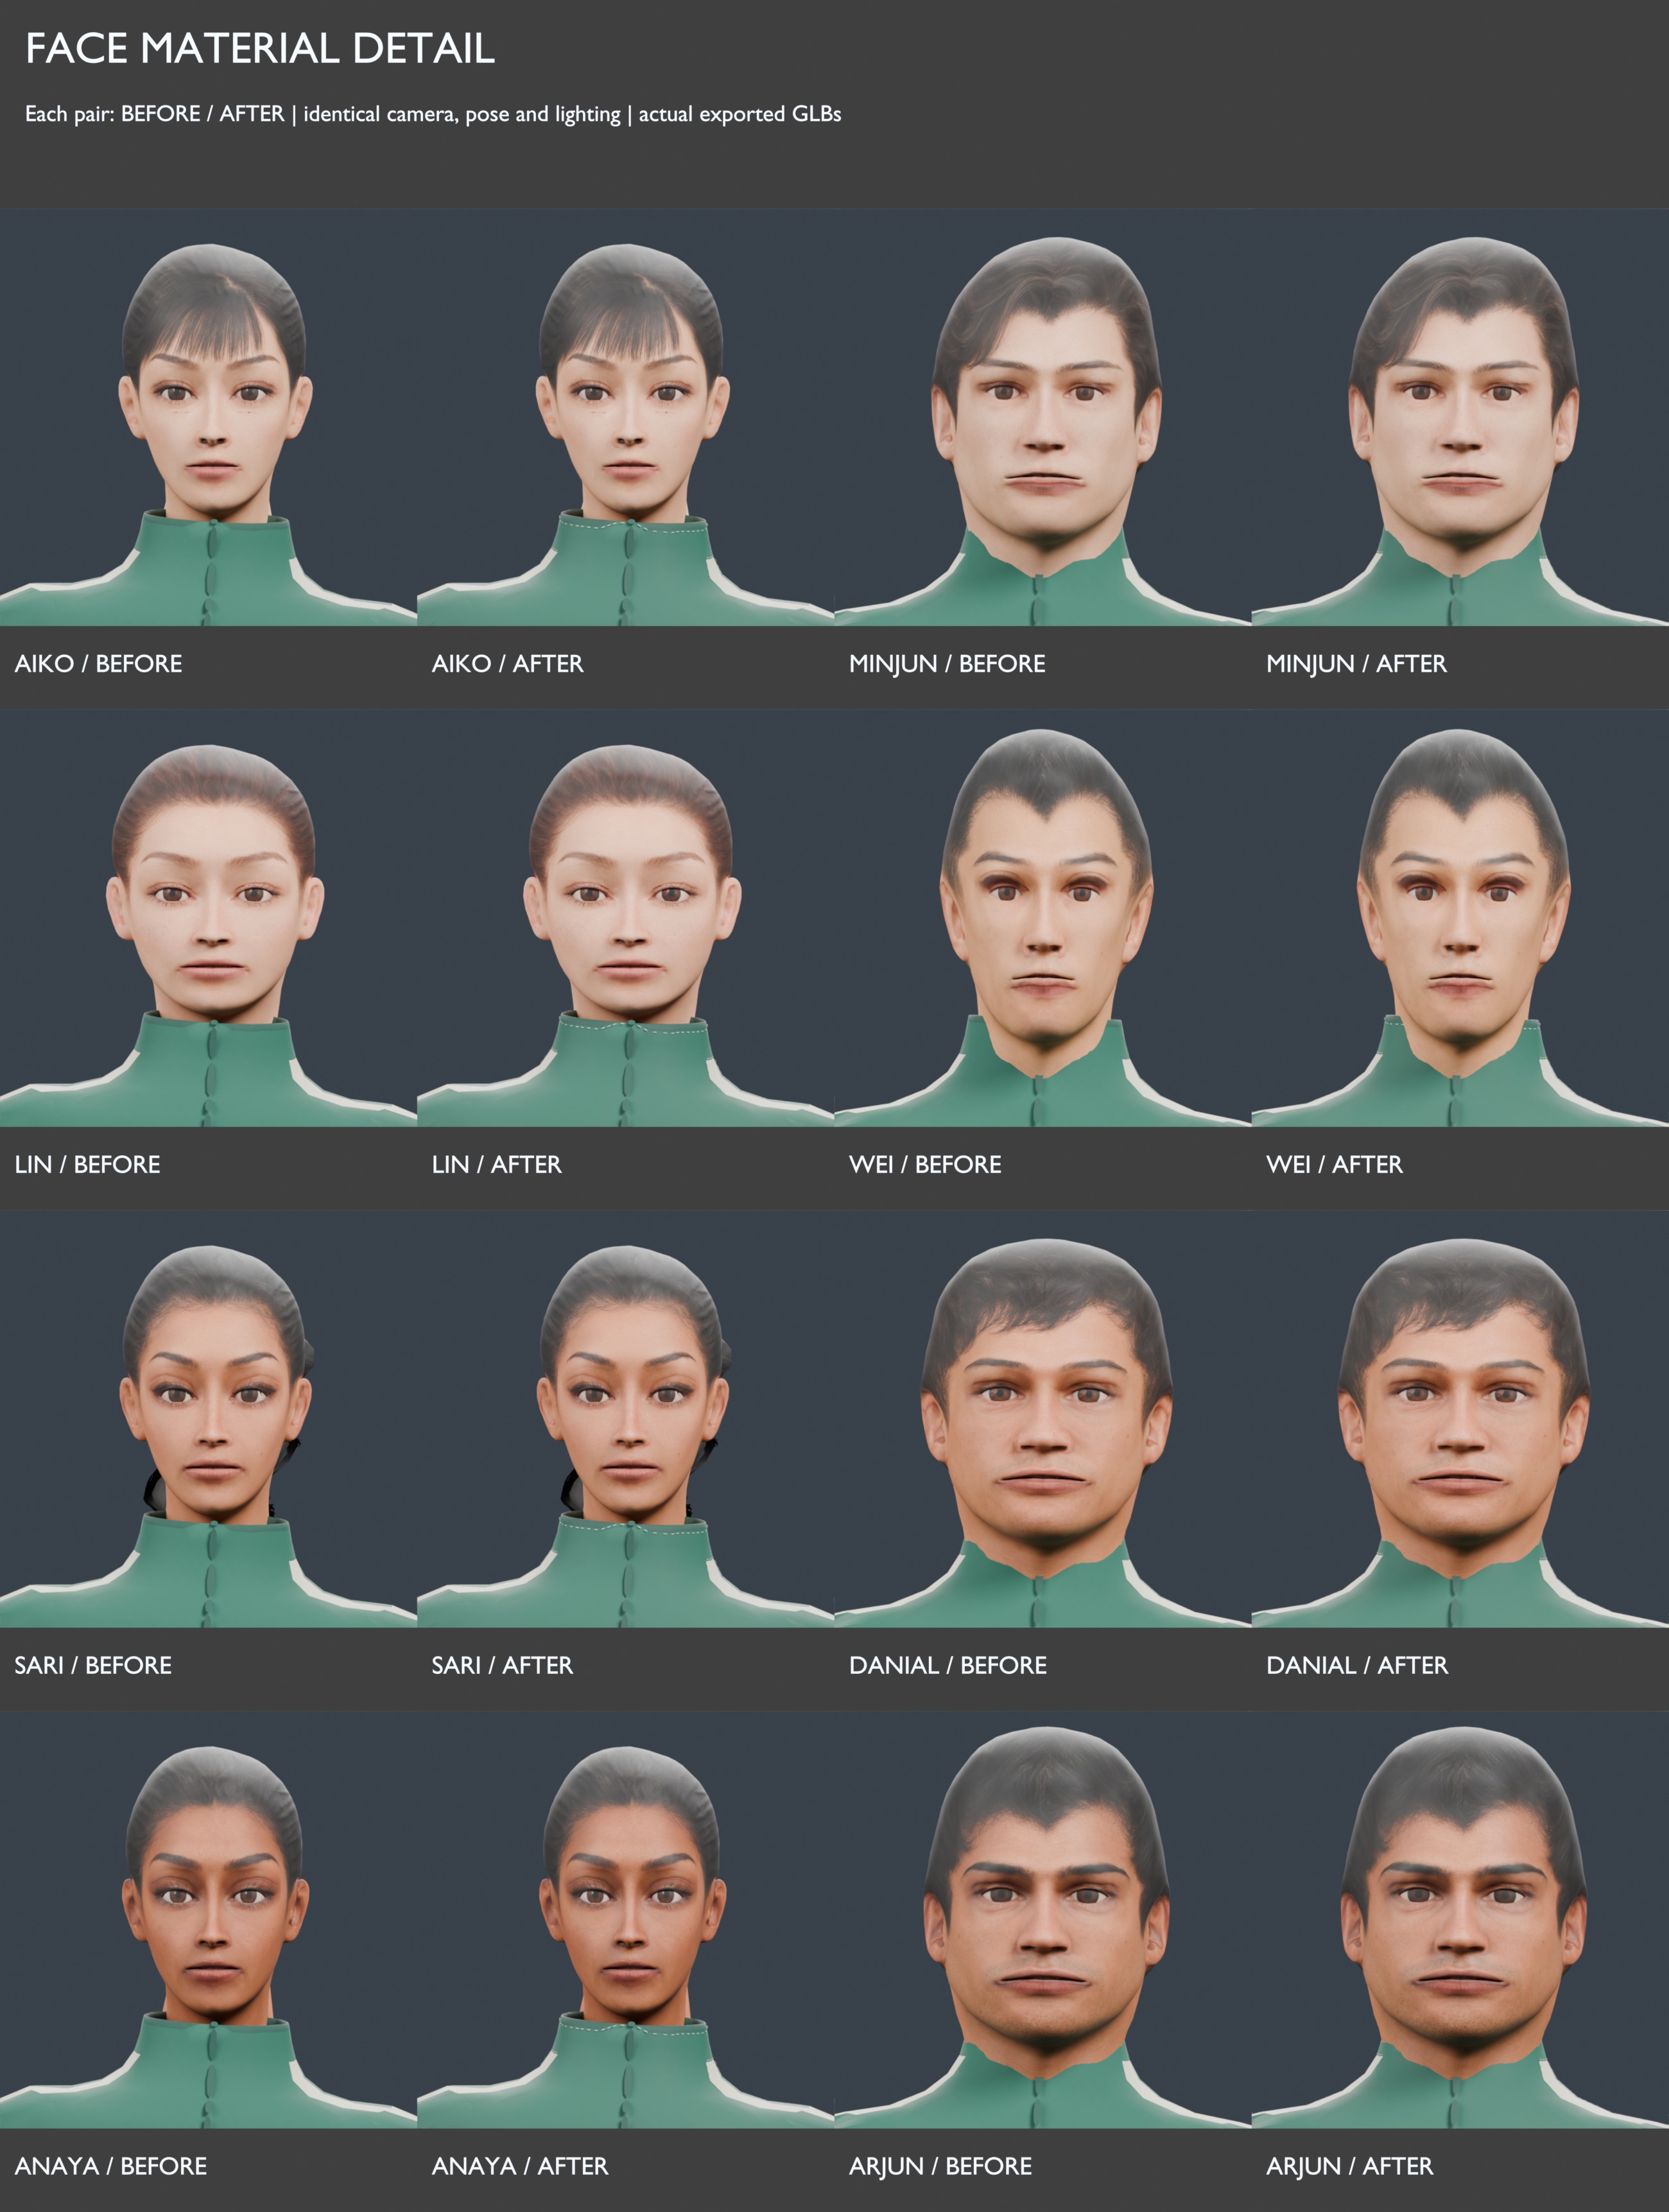 FACE MATERIAL DETAIL
Each pair: BEFORE / AFTER | identical camera, pose and lighting | actual exported GLBs
AIKO / BEFORE
AIKO / AFTER
MINJUN / BEFORE
MINJUN / AFTER
LIN / BEFORE
LIN / AFTER
WEI / BEFORE
WEI / AFTER
SARI / BEFORE
SARI / AFTER
DANIAL / BEFORE
DANIAL / AFTER
ANAYA / BEFORE
ANAYA / AFTER
ARJUN / BEFORE
ARJUN / AFTER